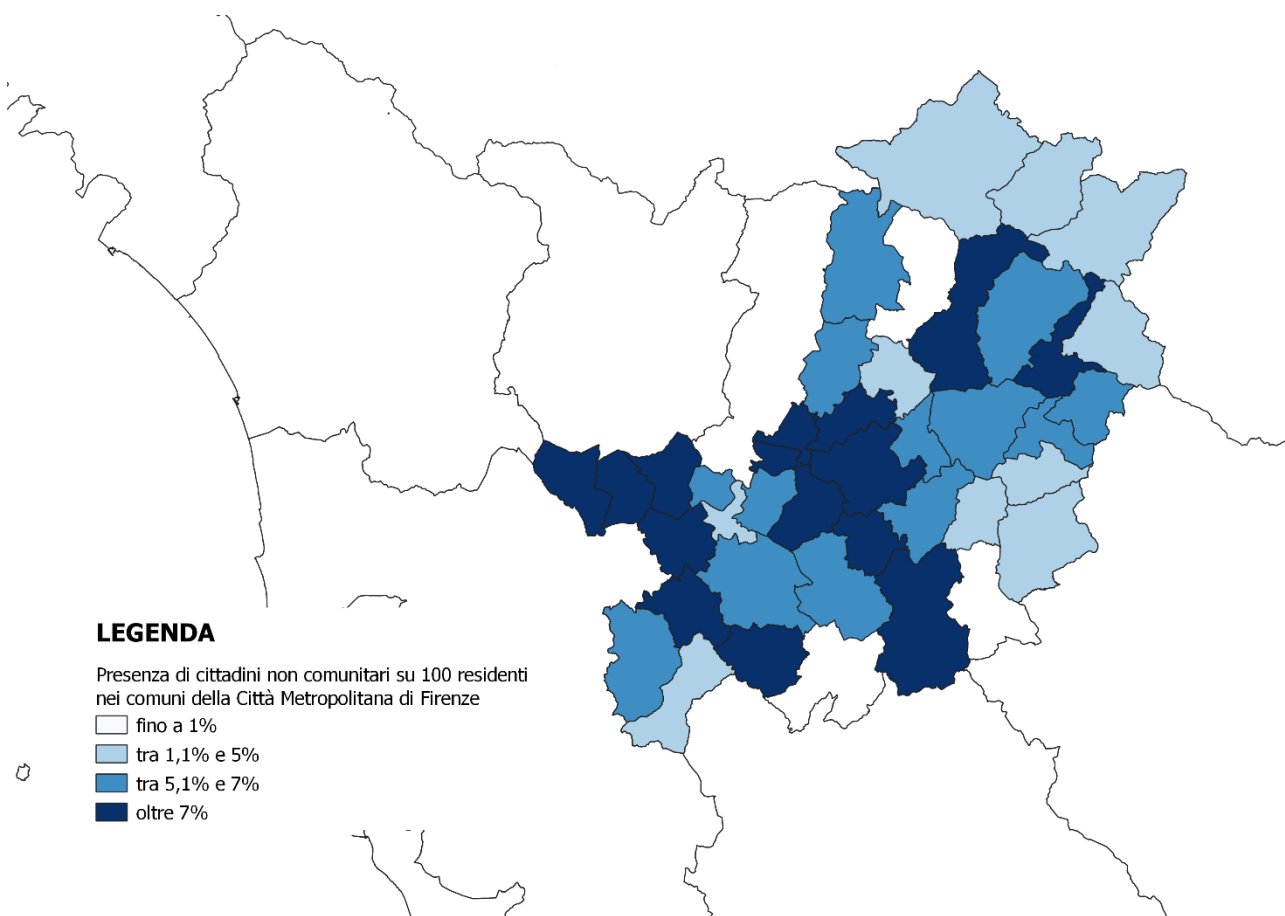 LEGENDA
Presenza di cittadini non comunitari su 100 residenti
nei comuni della Città Metropolitana di Firenze
fino a 1%
tra 1,1% e 5%
tra 5,1% e 7%
oltre 7%